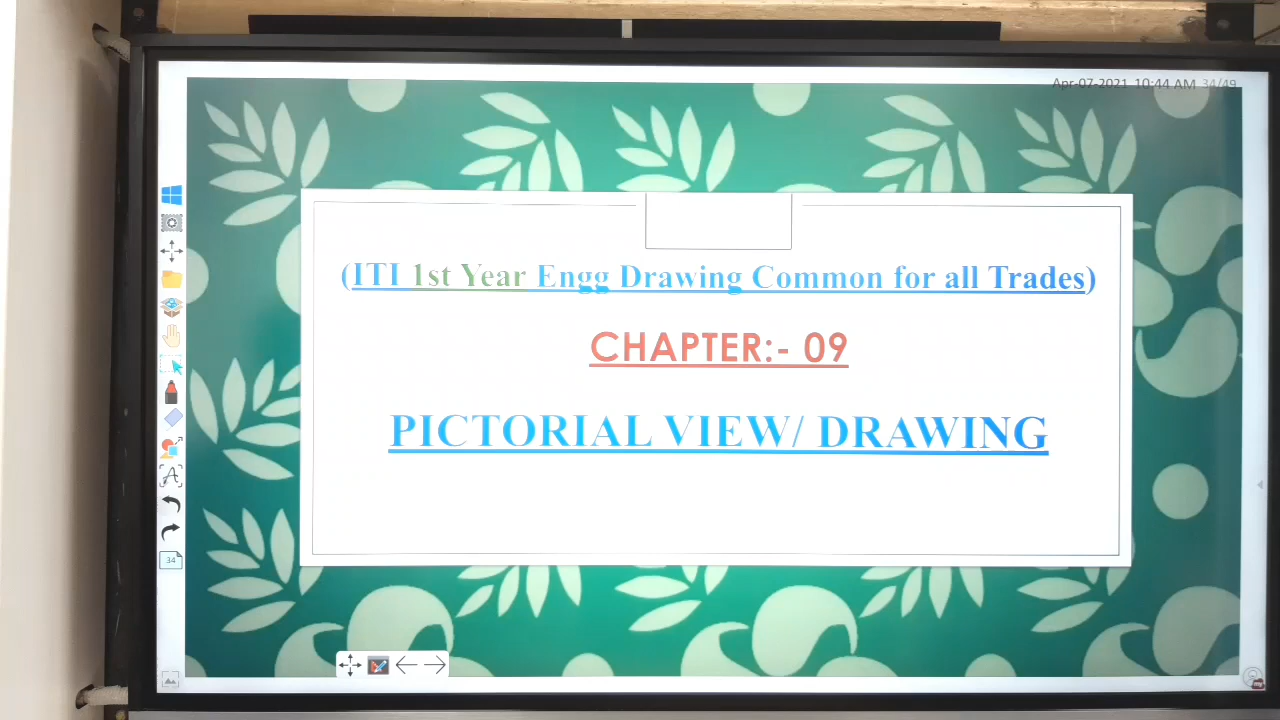 Apr-07-2021 10:44 AM 34/49
(ITI 1st Year Engg Drawing Common for all Trades)
CHAPTER:- 09
PICTORIAL VIEW/ DRAWING
A
34